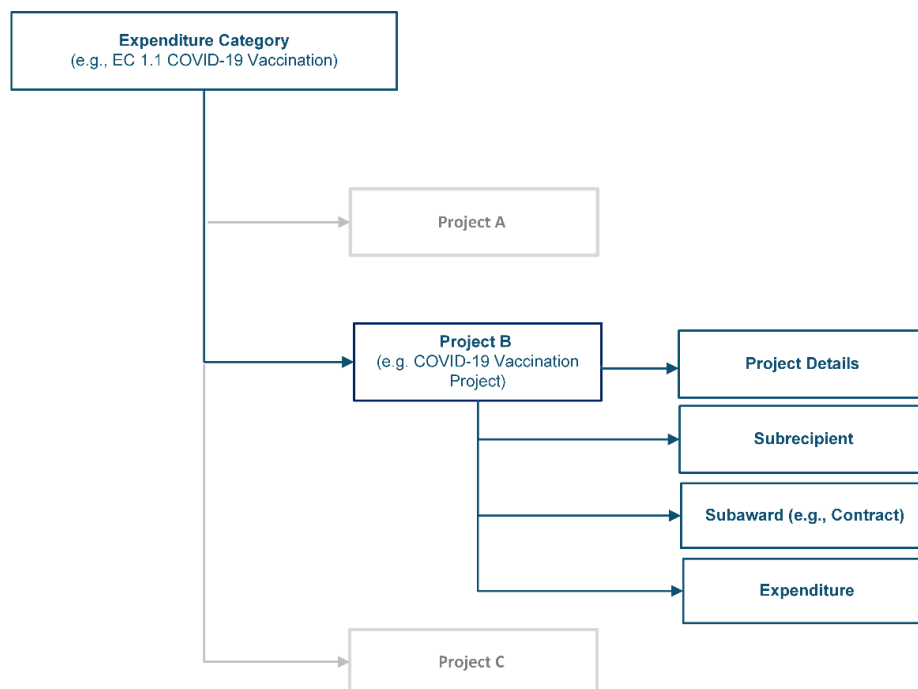 Expenditure Category
(e.g., EC 1.1 COVID-19 Vaccination)
Project A
Project B
(e.g. COVID-19 Vaccination
Project)
Project Details
Subrecipient
Subaward (e.g., Contract)
Expenditure
Project C